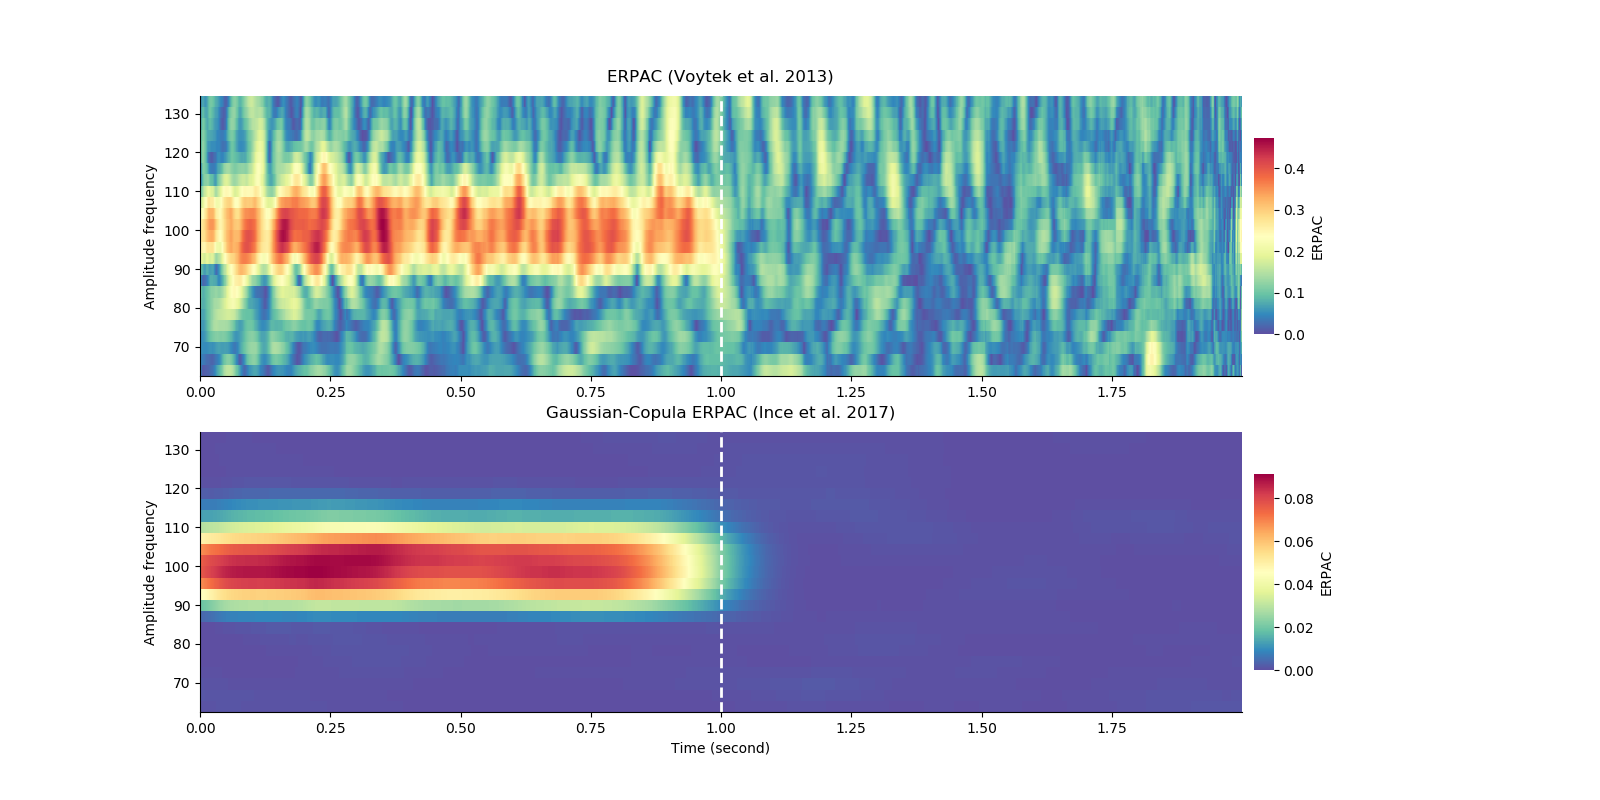 ERPAC (Voytek et al. 2013)
Amplitude frequency
130
120
110
100
90
80
70
0.00 0.25 0.50 0.75 1.00 1.25 1.50 1.75
0.4
0.3
0.2
0.1
0.0
ERPAC
Gaussian-Copula ERPAC (Ince et al. 2017)
Amplitude frequency
130
120
110
100
90
80
70
0.00 0.25 0.50 0.75 1.00 1.25 1.50 1.75
Time (second)
0.08
0.06
0.04
0.02
0.00
ERPAC